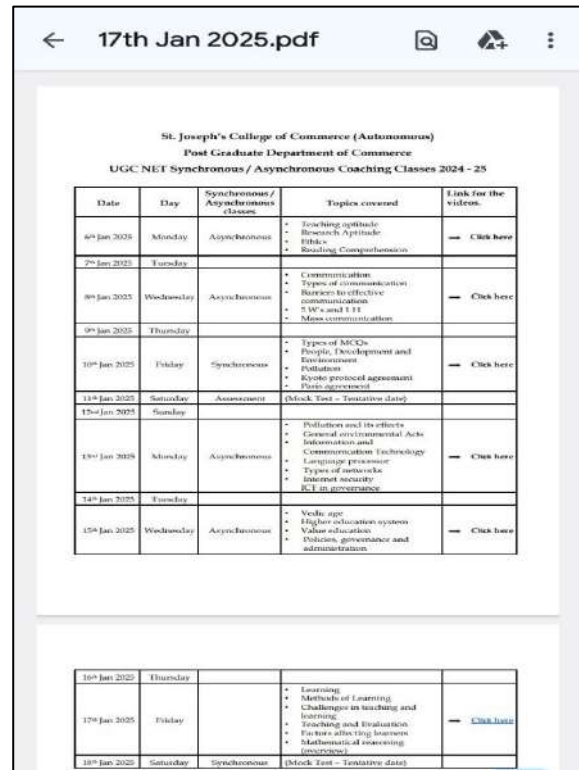 17th Jan 2025.pdf
St. Joseph's College of Commerce (Autonomous)
Post Graduate Department of Commerce
UGC NET Synchronous / Asynchronous Coaching Classes 2024 - 25
Date Day Synchronous / Asynchronous classes Topics covered Link for the videos.
6th Jan 2025 Monday Asynchronous
• Teaching aptitude
• Research Aptitude
• Ethics
• Reading Comprehension
→ Click here
7th Jan 2025 Tuesday
8th Jan 2025 Wednesday Asynchronous
• Communication
• Types of communication
• Barriers to effective
communication
• 5 W's and 1 H
• Mass communication
→ Click here
9th Jan 2025 Thursday
10th Jan 2025 Friday Synchronous
• Types of MCQs
• People, Development and
Environment
• Pollution
• Kyoto protocol agreement
• Paris agreement
→ Click here
11th Jan 2025 Saturday Assessment (Mock Test – Tentative date)
12nd Jan 2025 Sunday
13rd Jan 2025 Monday Asynchronous
• Pollution and its effects
• General environmental Acts
• Information and
Communication Technology
• Language processor
• Types of networks
• Internet security
ICT in governance
→ Click here
14th Jan 2025 Tuesday
15th Jan 2025 Wednesday Asynchronous
• Vedic age
• Higher education system
• Value education
• Policies, governance and
administration
→ Click here
16th Jan 2025 Thursday
17th Jan 2025 Friday
• Learning
• Methods of Learning
• Challenges in teaching and
learning
• Teaching and Evaluation
• Factors affecting learners
• Mathematical reasoning
(overview)
→ Click here
18th Jan 2025 Saturday Synchronous (Mock Test – Tentative date)